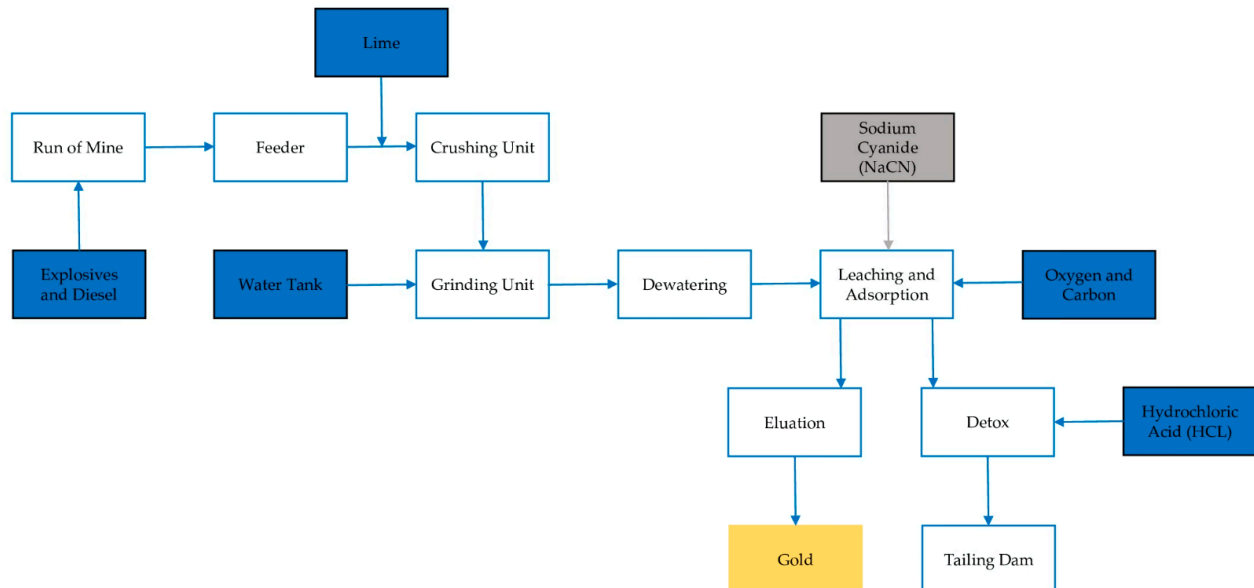 Lime
Run of Mine
Feeder
Crushing Unit
Sodium
Cyanide
(NaCN)
Explosives
and Diesel
Water Tank
Grinding Unit
Dewatering
Leaching and
Adsorption
Oxygen and
Carbon
Eluation
Detox
Hydrochloric
Acid (HCL)
Gold
Tailing Dam